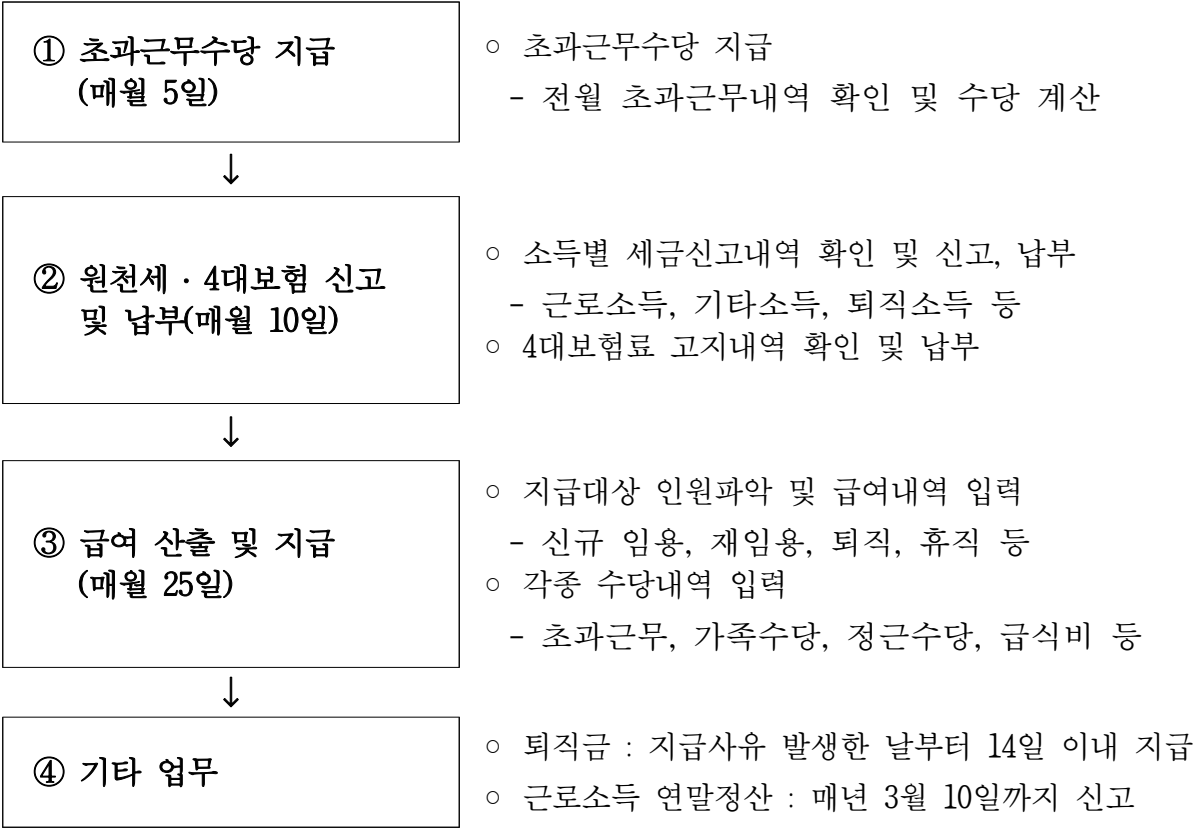 ① 초과근무수당 지급
(매월 5일)
○ 초과근무수당 지급
- 전월 초과근무내역 확인 및 수당 계산
↓
② 원천세 · 4대보험 신고
및 납부(매월 10일)
○ 소득별 세금신고내역 확인 및 신고, 납부
- 근로소득, 기타소득, 퇴직소득 등
○ 4대보험료 고지내역 확인 및 납부
↓
③ 급여 산출 및 지급
(매월 25일)
○ 지급대상 인원파악 및 급여내역 입력
- 신규 임용, 재임용, 퇴직, 휴직 등
○ 각종 수당내역 입력
- 초과근무, 가족수당, 정근수당, 급식비 등
↓
④ 기타 업무
○ 퇴직금 : 지급사유 발생한 날부터 14일 이내 지급
○ 근로소득 연말정산 : 매년 3월 10일까지 신고